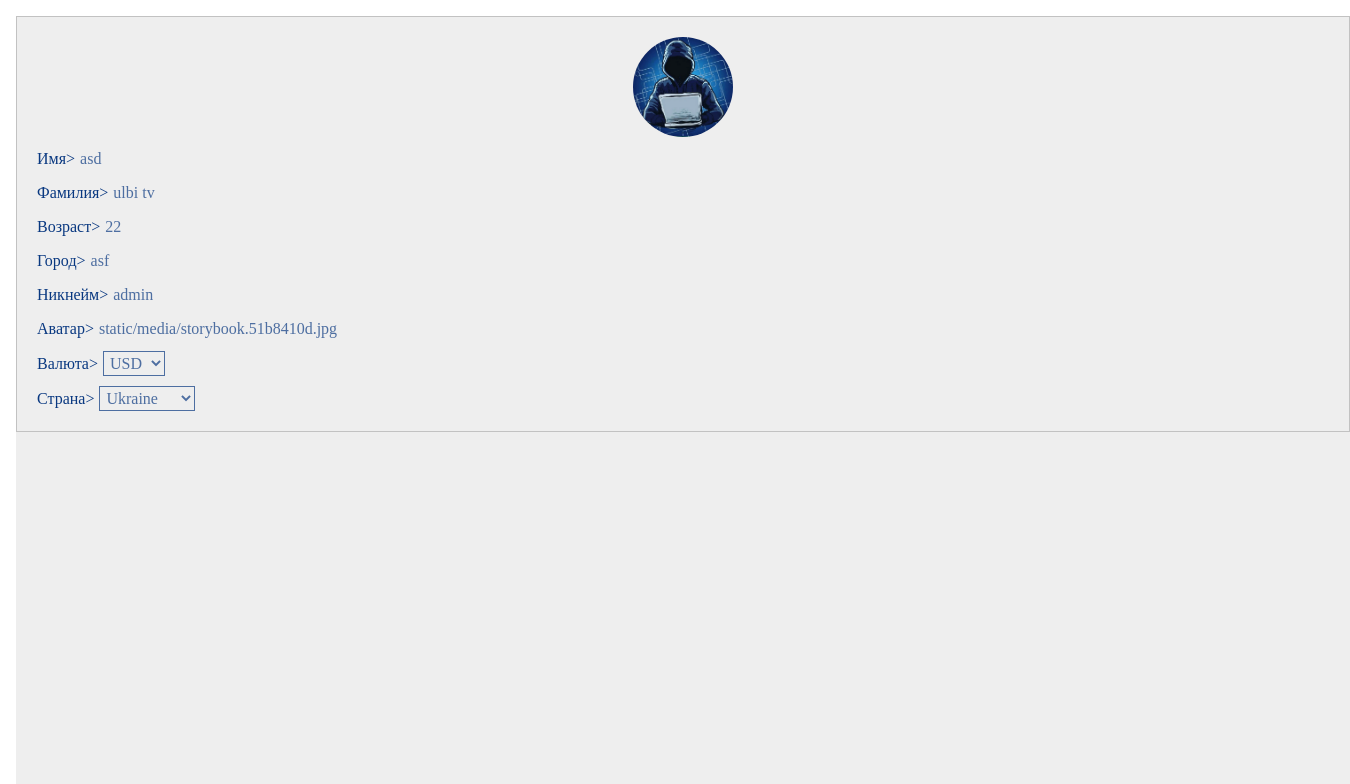 Имя> asd
Фамилия> ulbi tv
Возраст> 22
Город> asf
Никнейм> admin
Аватар> static/media/storybook.51b8410d.jpg
Валюта> USD
Страна> Ukraine